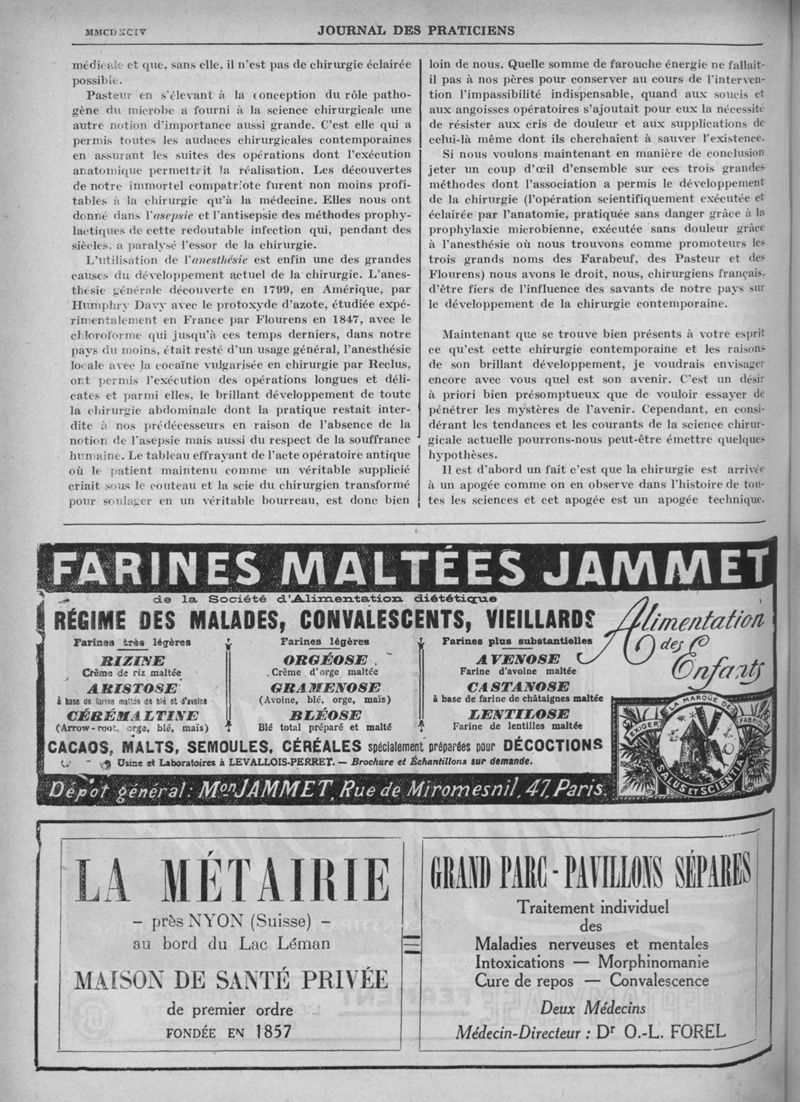 MMCDXCIV
JOURNAL DES PRATICIENS
médicale et que, sans elle, il n'est pas de chirurgie éclairée
possible.
Pasteur en s'élevant à la conception du rôle patho-
gène du microbe a fourni à la science chirurgicale une
autre notion d'importance aussi grande. C'est elle qui a
permis toutes les audaces chirurgicales contemporaines
en assurant les suites des opérations dont l'exécution
anatomique permettrit la réalisation. Les découvertes
de notre immortel compatriote furent non moins profi-
tables à la chirurgie qu'à la médecine. Elles nous ont
donné dans l'asepsie et l'antisepsie des méthodes prophy-
lactiques de cette redoutable infection qui, pendant des
siècles, a paralysé l'essor de la chirurgie.
L'utilisation de l'anesthésie est enfin une des grandes
causes du développement actuel de la chirurgie. L'anes-
thésie générale découverte en 1799, en Amérique, par
Humphry Davy avec le protoxyde d'azote, étudiée expé-
rimentalement en France par Flourens en 1847, avec le
chloroforme qui jusqu'à ces temps derniers, dans notre
pays du moins, était resté d'un usage général, l'anesthésie
locale avec la cocaïne vulgarisée en chirurgie par Reclus,
ont permis l'exécution des opérations longues et déli-
cates et parmi elles, le brillant développement de toute
la chirurgie abdominale dont la pratique restait inter-
dite à nos prédécesseurs en raison de l'absence de la
notion de l'asepsie mais aussi du respect de la souffrance
humaine. Le tableau effrayant de l'acte opératoire antique
où le patient maintenu comme un véritable supplicié
criait sous le couteau et la scie du chirurgien transformé
pour soulager en un véritable bourreau, est donc bien
loin de nous. Quelle somme de farouche énergie ne fallait-
il pas à nos pères pour conserver au cours de l'interven-
tion l'impassibilité indispensable, quand aux soucis et
aux angoisses opératoires s'ajoutait pour eux la nécessité
de résister aux cris de douleur et aux supplications de
celui-là même dont ils cherchaient à sauver l'existence.
Si nous voulons maintenant en manière de conclusion
jeter un coup d'œil d'ensemble sur ces trois grandes
méthodes dont l'association a permis le développement
de la chirurgie (l'opération scientifiquement exécutée et
éclairée par l'anatomie, pratiquée sans danger grâce à la
prophylaxie microbienne, exécutée sans douleur grâce
à l'anesthésie où nous trouvons comme promoteurs les
trois grands noms des Farabeuf, des Pasteur et des
Flourens) nous avons le droit, nous, chirurgiens français,
d'être fiers de l'influence des savants de notre pays sur
le développement de la chirurgie contemporaine.
Maintenant que se trouve bien présents à votre esprit
ce qu'est cette chirurgie contemporaine et les raisons
de son brillant développement, je voudrais envisager
encore avec vous quel est son avenir. C'est un désir
à priori bien présomptueux que de vouloir essayer de
pénétrer les mystères de l'avenir. Cependant, en consi-
dérant les tendances et les courants de la science chirur-
gicale actuelle pourrons-nous peut-être émettre quelques
hypothèses.
Il est d'abord un fait c'est que la chirurgie est arrivée
à un apogée comme on en observe dans l'histoire de tou-
tes les sciences et cet apogée est un apogée technique.
FARINES MALTÉES JAMMET
de la Société d'Alimentation diététique
RÉGIME DES MALADES, CONVALESCENTS, VIEILLARDS
Alimentation
des
Enfants
Farines très légères
RIZINE
Crème de riz maltée
ARISTOSE
à base de farine maltée de blé et d'avoine
CÉRÉMALTINE
(Arrow-root, orge, blé, maïs)
Farines légères
ORGÉOSE
Crème d'orge maltée
GRAMENOSE
(Avoine, blé, orge, maïs)
BLÉOSE
Blé total préparé et malté
Farines plus substantielles
AVENOSE
Farine d'avoine maltée
CASTANOSE
à base de farine de châtaignes maltée
LENTILOSE
Farine de lentilles maltée
CACAOS, MALTS, SEMOULES, CÉRÉALES spécialement préparées pour DÉCOCTIONS
Usine et Laboratoires à LEVALLOIS-PERRET. — Brochure et Échantillons sur demande.
Dépôt général: Mon JAMMET, Rue de Miromesnil, 47, Paris.
EXIGER LA MARQUE DE FABRIQUE
SALUS ET SCIENTIA
LA MÉTAIRIE
– près NYON (Suisse) –
au bord du Lac Léman
MAISON DE SANTÉ PRIVÉE
de premier ordre
FONDÉE EN 1857
GRAND PARC - PAVILLONS SÉPARES
Traitement individuel
des
Maladies nerveuses et mentales
Intoxications — Morphinomanie
Cure de repos — Convalescence
Deux Médecins
Médecin-Directeur : Dr O.-L. FOREL